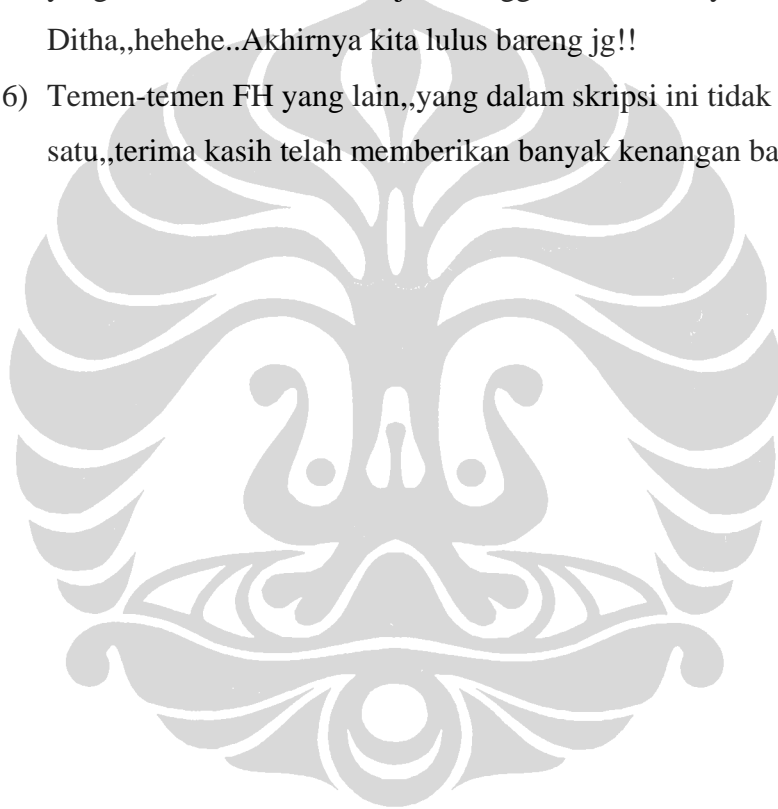 Ditha,,hehehe..Akhirnya kita lulus bareng jg!!
6) Temen-temen FH yang lain,,yang dalam skripsi ini tidak
satu,,terima kasih telah memberikan banyak kenangan ba